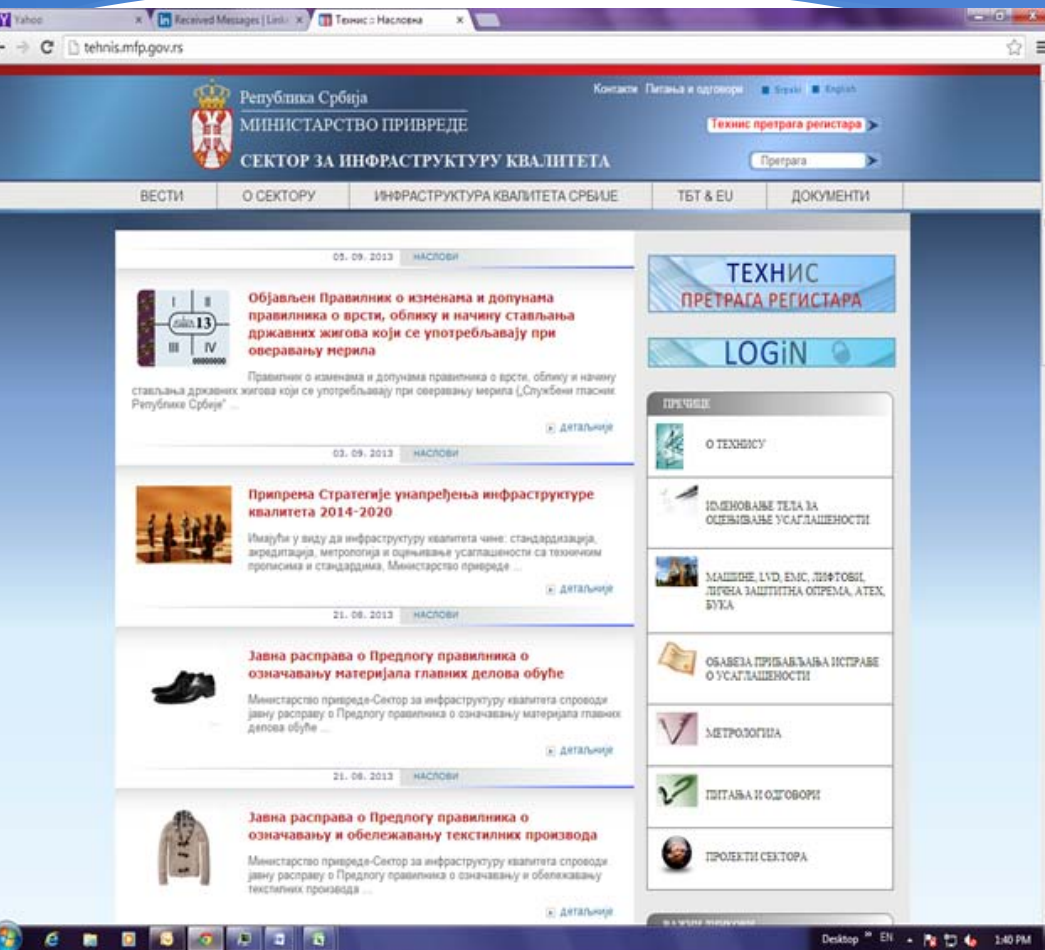 Yahoo
Received Messages | Linke
Технис :: Насловна
tehnis.mfp.gov.rs
Република Србија
МИНИСТАРСТВО ПРИВРЕДЕ
СЕКТОР ЗА ИНФРАСТРУКТУРУ КВАЛИТЕТА
Контакти Питања и одговори Srpski English
Технис претрага регистара
Претрага
ВЕСТИ О СЕКТОРУ ИНФРАСТРУКТУРА КВАЛИТЕТА СРБИЈЕ ТБТ & EU ДОКУМЕНТИ
05. 09. 2013 НАСЛОВИ
I II
13
III IV
Објављен Правилник о изменама и допунама
правилника о врсти, облику и начину стављања
државних жигова који се употребљавају при
оверавању мерила
Правилник о изменама и допунама правилника о врсти, облику и начину
стављања државних жигова који се употребљавају при оверавању мерила („Службени гласник
Републике Србије" ...
детаљније
03. 09. 2013 НАСЛОВИ
Припрема Стратегије унапређења инфраструктуре
квалитета 2014-2020
Имајући у виду да инфраструктуру квалитета чине: стандардизација,
акредитација, метрологија и оцењивање усаглашености са техничким
прописима и стандардима, Министарство привреде ...
детаљније
21. 08. 2013 НАСЛОВИ
Јавна расправа о Предлогу правилника о
означавању материјала главних делова обуће
Министарство привреде-Сектор за инфраструктуру квалитета спроводи
јавну расправу о Предлогу правилника о означавању материјала главних
делова обуће ...
детаљније
21. 08. 2013 НАСЛОВИ
Јавна расправа о Предлогу правилника о
означавању и обележавању текстилних производа
Министарство привреде-Сектор за инфраструктуру квалитета спроводи
јавну расправу о Предлогу правилника о означавању и обележавању
текстилних производа ...
детаљније
ТЕХНИС
ПРЕТРАГА РЕГИСТАРА
LOGiN
ПРЕЧИЦЕ
О ТЕХНИСУ
ИМЕНОВАЊЕ ТЕЛА ЗА
ОЦЕЊИВАЊЕ УСАГЛАШЕНОСТИ
МАШИНЕ, LVD, EMC, ЛИФТОВИ,
ЛИЧНА ЗАШТИТНА ОПРЕМА, ATEX,
БУКА
ОБАВЕЗА ПРИБАВЉАЊА ИСПРАВЕ
О УСАГЛАШЕНОСТИ
МЕТРОЛОГИЈА
ПИТАЊА И ОДГОВОРИ
ПРОЈЕКТИ СЕКТОРА
Desktop » EN 1:40 PM